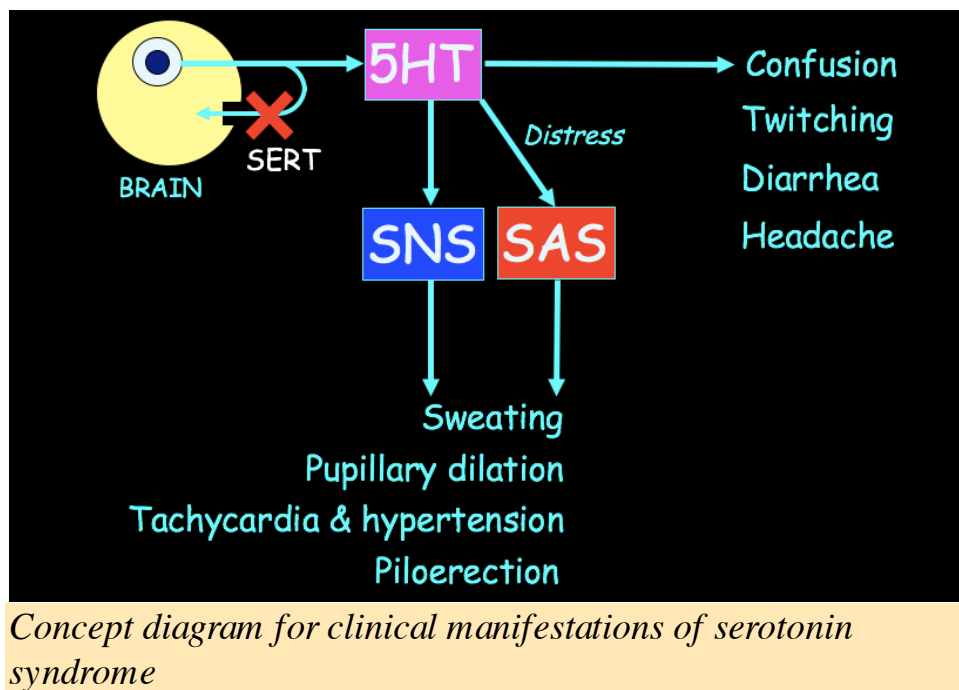 5HT
Confusion
Twitching
Distress
SERT
BRAIN
Diarrhea
SNS
SAS
Headache
Sweating
Pupillary dilation
Tachycardia & hypertension
Piloerection
Concept diagram for clinical manifestations of serotonin
syndrome